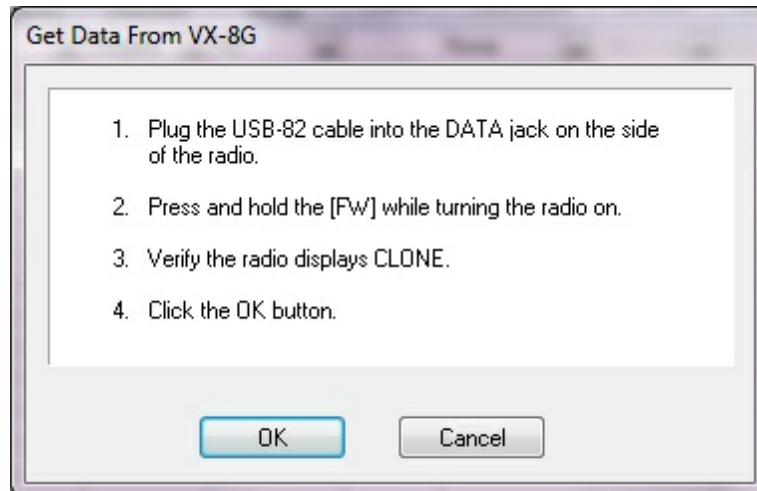 Get Data From VX-8G
1. Plug the USB-82 cable into the DATA jack on the side
of the radio.
2. Press and hold the [FW] while turning the radio on.
3. Verify the radio displays CLONE.
4. Click the OK button.
OK
Cancel